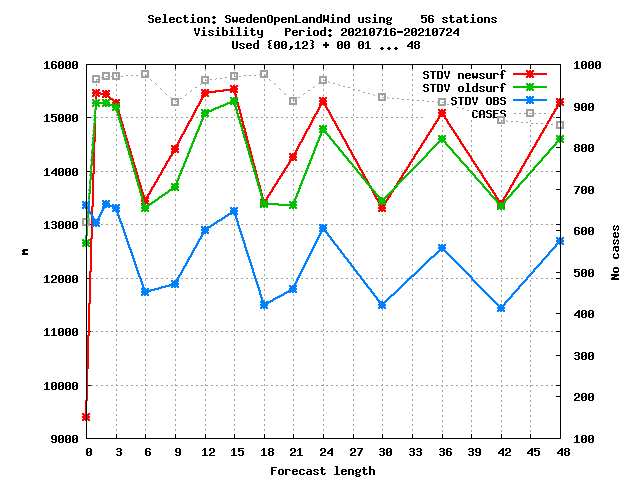 Selection: SwedenOpenLandWind using    56 stations
Visibility   Period: 20210716-20210724
Used {00,12} + 00 01 ... 48
16000
15000
14000
13000
12000
11000
10000
9000
m
STDV newsurf
STDV oldsurf
STDV OBS
CASES
1000
900
800
700
600
500
400
300
200
100
No cases
0 3 6 9 12 15 18 21 24 27 30 33 36 39 42 45 48
Forecast length